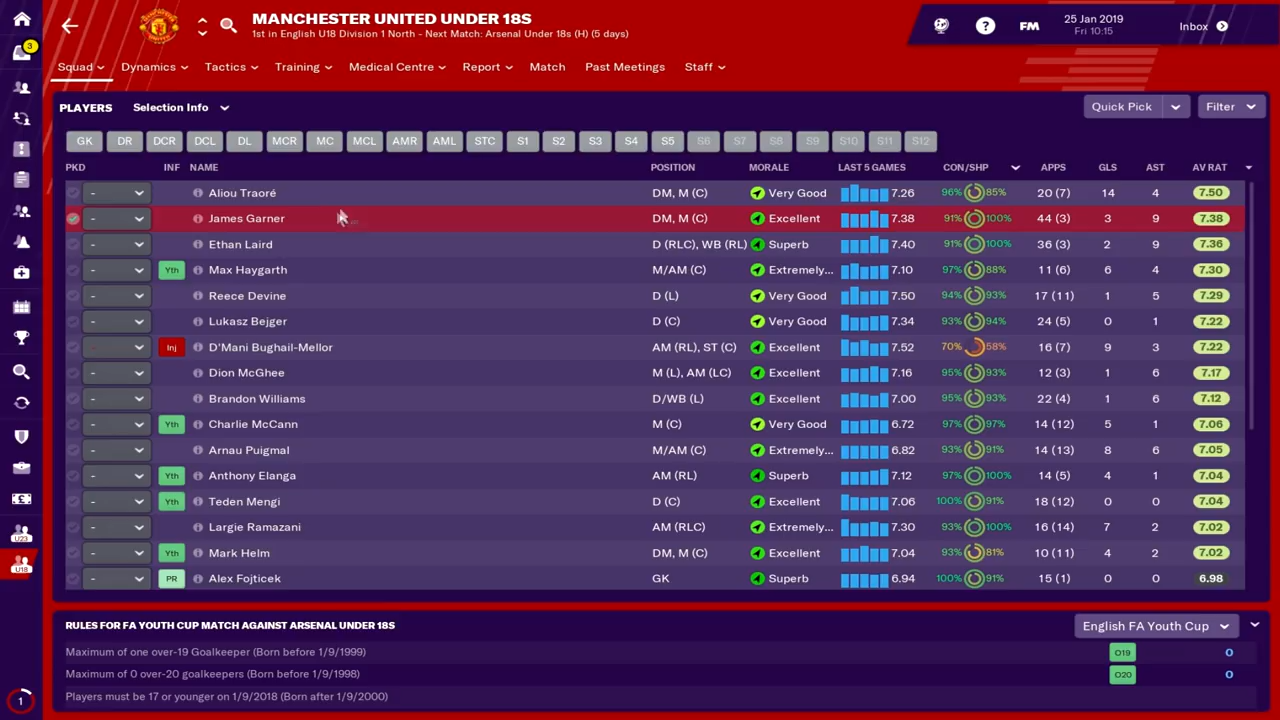 MANCHESTER UNITED UNDER 18S
1st in English U18 Division 1 North - Next Match: Arsenal Under 18s (H) (5 days)
FM
25 Jan 2019
Fri 10:15
Inbox
3
Squad Dynamics Tactics Training Medical Centre Report Match Past Meetings Staff
PLAYERS Selection Info Quick Pick Filter
GK DR DCR DCL DL MCR MC MCL AMR AML STC S1 S2 S3 S4 S5 S6 S7 S8 S9 S10 S11 S12
PKD INF NAME POSITION MORALE LAST 5 GAMES CON/SHP APPS GLS AST AV RAT
- Aliou Traoré DM, M (C) Very Good 7.26 96% 85% 20 (7) 14 4 7.50
- James Garner DM, M (C) Excellent 7.38 91% 100% 44 (3) 3 9 7.38
- Ethan Laird D (RLC), WB (RL) Superb 7.40 91% 100% 36 (3) 2 9 7.36
- Yth Max Haygarth M/AM (C) Extremely... 7.10 97% 88% 11 (6) 6 4 7.30
- Reece Devine D (L) Very Good 7.50 94% 93% 17 (11) 1 5 7.29
- Lukasz Bejger D (C) Very Good 7.34 93% 94% 24 (5) 0 1 7.22
- Inj D'Mani Bughail-Mellor AM (RL), ST (C) Excellent 7.52 70% 58% 16 (7) 9 3 7.22
- Dion McGhee M (L), AM (LC) Excellent 7.16 95% 93% 12 (3) 1 6 7.17
- Brandon Williams D/WB (L) Excellent 7.00 95% 93% 22 (4) 1 6 7.12
- Yth Charlie McCann M (C) Very Good 6.72 97% 97% 14 (12) 5 1 7.06
- Arnau Puigmal M/AM (C) Extremely... 6.82 93% 91% 14 (13) 8 6 7.05
- Yth Anthony Elanga AM (RL) Superb 7.12 97% 100% 14 (5) 4 1 7.04
- Yth Teden Mengi D (C) Excellent 7.06 100% 91% 18 (12) 0 0 7.04
- Largie Ramazani AM (RLC) Extremely... 7.30 93% 100% 16 (14) 7 2 7.02
- Yth Mark Helm DM, M (C) Excellent 7.04 93% 81% 10 (11) 4 2 7.02
- PR Alex Fojticek GK Superb 6.94 100% 91% 15 (1) 0 0 6.98
U23
U18
1
RULES FOR FA YOUTH CUP MATCH AGAINST ARSENAL UNDER 18S English FA Youth Cup
Maximum of one over-19 Goalkeeper (Born before 1/9/1999) O19 0
Maximum of 0 over-20 goalkeepers (Born before 1/9/1998) O20 0
Players must be 17 or younger on 1/9/2018 (Born after 1/9/2000)